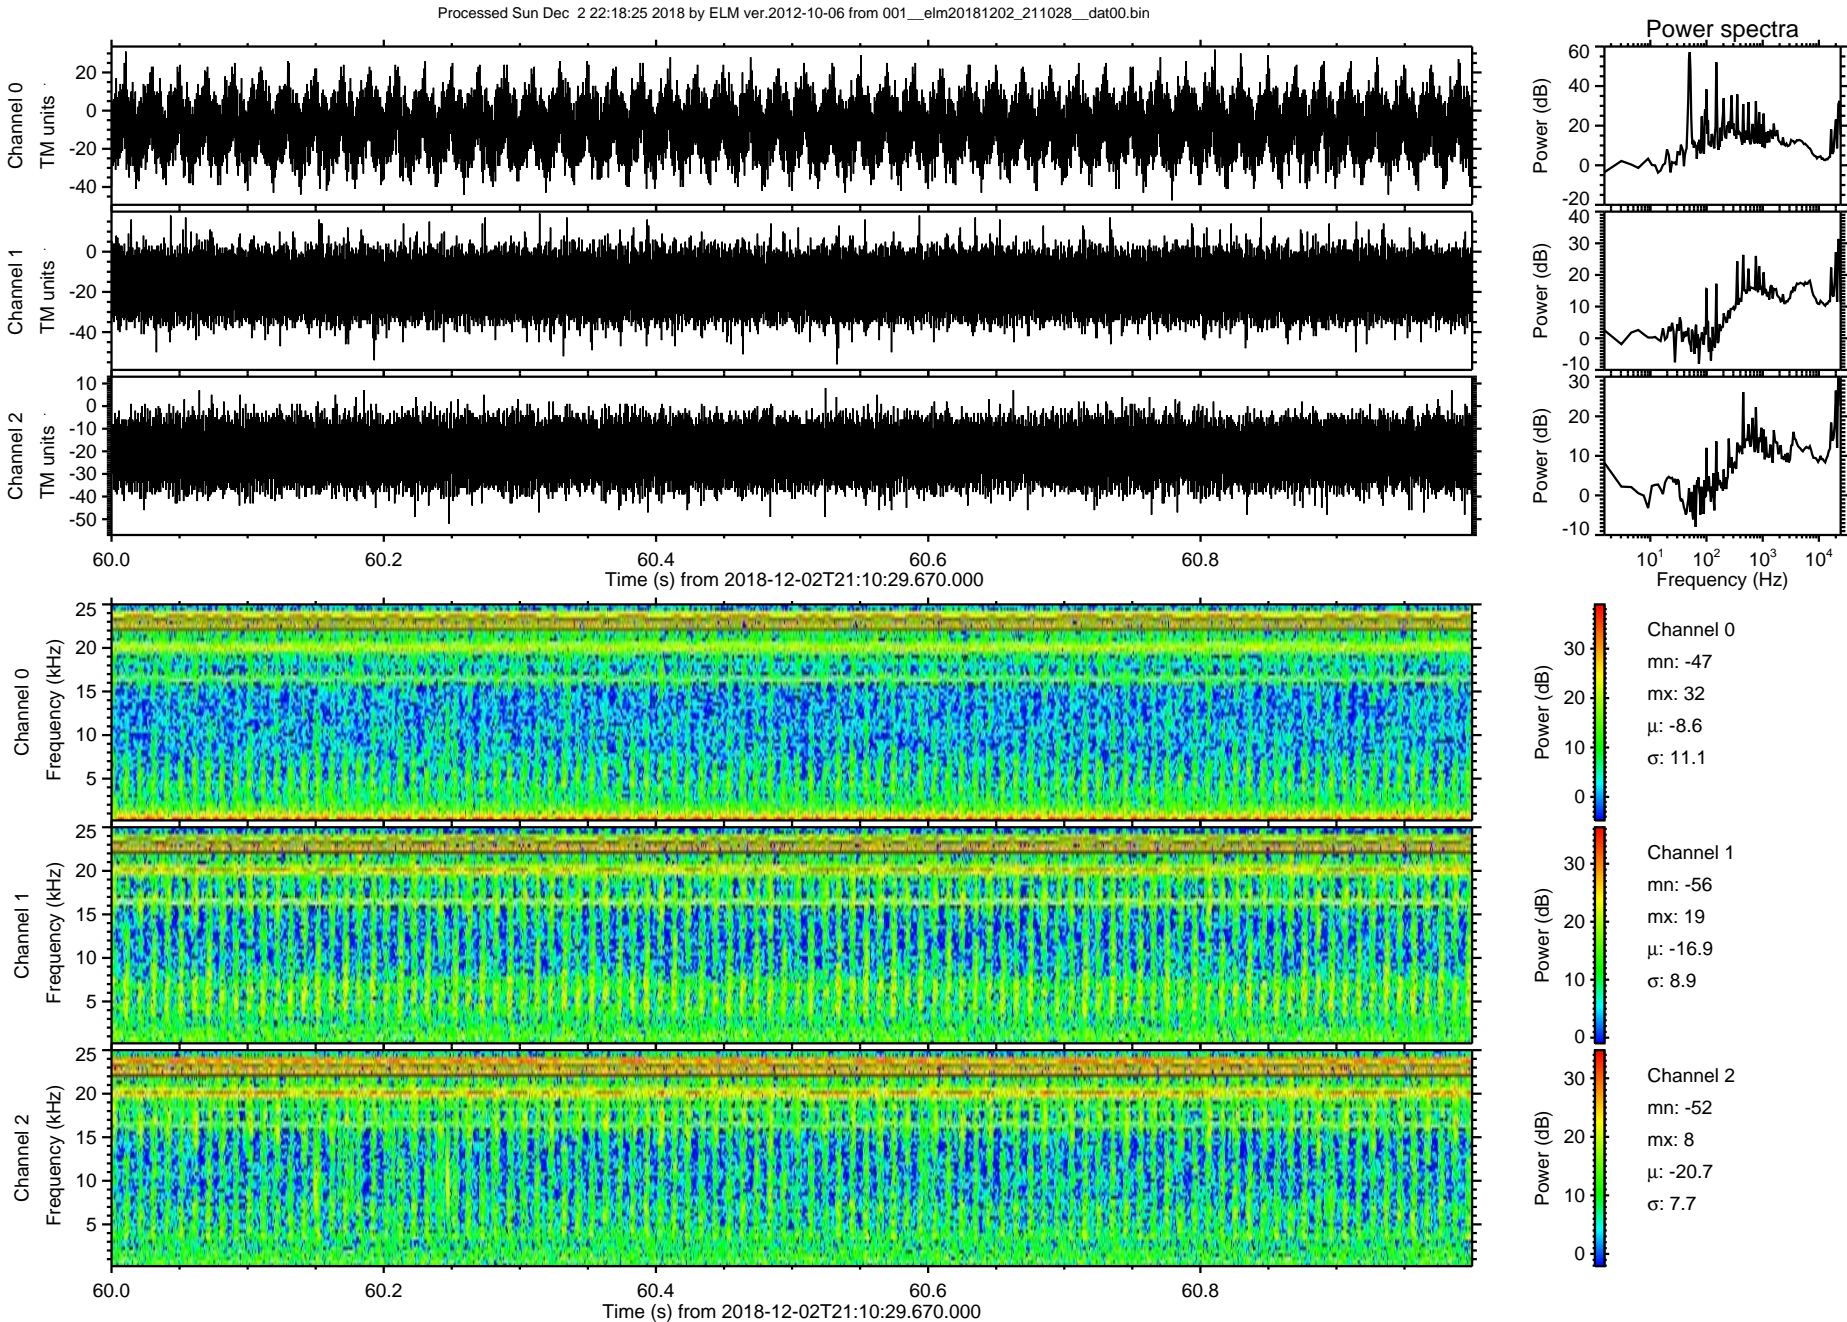 Processed Sun Dec  2 22:18:25 2018 by ELM ver.2012-10-06 from 001__elm20181202_211028__dat00.bin
Power spectra
Channel 0
TM units
20
0
-20
-40
Power (dB)
60
40
20
0
-20
Channel 1
TM units
0
-20
-40
Power (dB)
40
30
20
10
0
-10
Channel 2
TM units
10
0
-10
-20
-30
-40
-50
Power (dB)
30
20
10
0
-10
60.0 60.2 60.4 60.6 60.8
Time (s) from 2018-12-02T21:10:29.670.000
10^1 10^2 10^3 10^4
Frequency (Hz)
Channel 0
Frequency (kHz)
25
20
15
10
5
Power (dB)
30
20
10
0
Channel 0
mn: -47
mx: 32
μ: -8.6
σ: 11.1
Channel 1
Frequency (kHz)
25
20
15
10
5
Power (dB)
30
20
10
0
Channel 1
mn: -56
mx: 19
μ: -16.9
σ: 8.9
Channel 2
Frequency (kHz)
25
20
15
10
5
Power (dB)
30
20
10
0
Channel 2
mn: -52
mx: 8
μ: -20.7
σ: 7.7
60.0 60.2 60.4 60.6 60.8
Time (s) from 2018-12-02T21:10:29.670.000